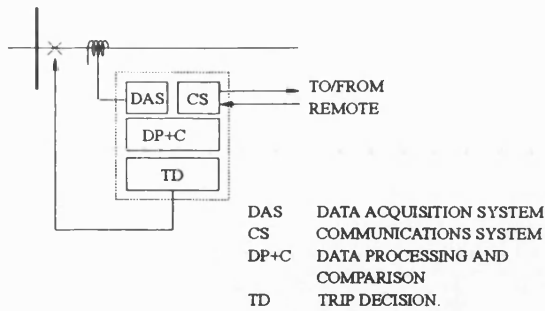 DAS CS
TO/FROM
REMOTE
DP+C
TD
DAS DATA ACQUISITION SYSTEM
CS COMMUNICATIONS SYSTEM
DP+C DATA PROCESSING AND
COMPARISON
TD TRIP DECISION.